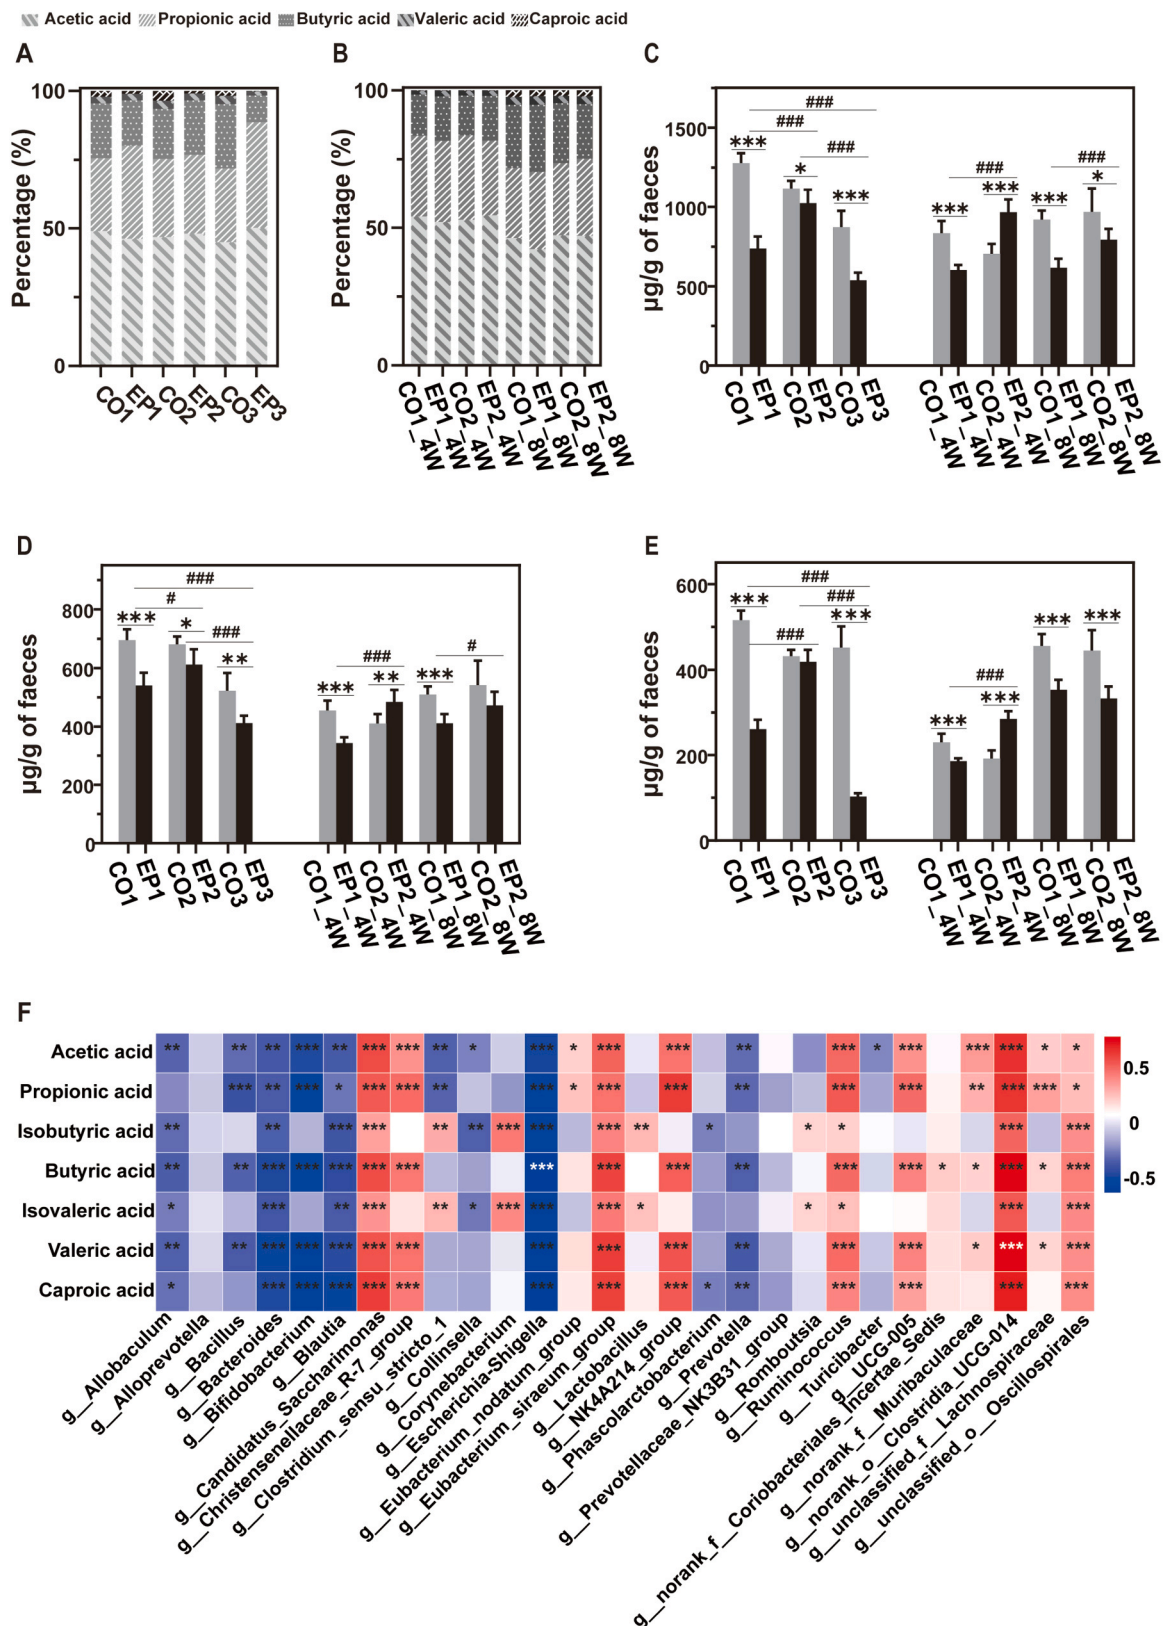 Acetic acid Propionic acid Butyric acid Valeric acid Caproic acid
A
Percentage (%)
100
50
0
CO1
EP1
CO2
EP2
CO3
EP3
B
Percentage (%)
100
50
0
CO1_4W
EP1_4W
CO2_4W
EP2_4W
CO1_8W
EP1_8W
CO2_8W
EP2_8W
C
µg/g of faeces
1500
1000
500
0
###
###
###
***
*
***
###
###
***
***
***
*
CO1
EP1
CO2
EP2
CO3
EP3
CO1_4W
EP1_4W
CO2_4W
EP2_4W
CO1_8W
EP1_8W
CO2_8W
EP2_8W
D
µg/g of faeces
800
600
400
200
0
###
#
###
***
*
**
###
#
***
**
***
CO1
EP1
CO2
EP2
CO3
EP3
CO1_4W
EP1_4W
CO2_4W
EP2_4W
CO1_8W
EP1_8W
CO2_8W
EP2_8W
E
µg/g of faeces
600
400
200
0
###
###
###
***
***
###
***
***
***
***
CO1
EP1
CO2
EP2
CO3
EP3
CO1_4W
EP1_4W
CO2_4W
EP2_4W
CO1_8W
EP1_8W
CO2_8W
EP2_8W
F
Acetic acid ** ** ** *** ** *** *** ** * *** * *** *** ** *** * *** *** *** * *
Propionic acid *** ** *** * *** *** ** *** * *** *** ** *** *** ** *** *** *
Isobutyric acid ** ** *** *** ** ** *** *** *** ** * * * *** ***
Butyric acid ** ** *** *** *** *** *** *** *** *** ** *** *** * * *** * ***
Isovaleric acid * *** ** *** ** * *** *** *** * * * *** ***
Valeric acid ** ** *** *** *** *** *** *** *** *** ** *** *** * *** * ***
Caproic acid * *** *** *** *** *** *** *** *** * ** *** *** *** ***
0.5
0
-0.5
g__Allobaculum
g__Alloprevotella
g__Bacillus
g__Bacteroides
g__Bifidobacterium
g__Blautia
g__Candidatus_Saccharimonas
g__Christensenellaceae_R-7_group
g__Clostridium_sensu_stricto_1
g__Collinsella
g__Corynebacterium
g__Escherichia-Shigella
g__Eubacterium_nodatum_group
g__Eubacterium_siraeum_group
g__Lactobacillus
g__NK4A214_group
g__Phascolarctobacterium
g__Prevotella
g__Prevotellaceae_NK3B31_group
g__Romboutsia
g__Ruminococcus
g__Turicibacter
g__UCG-005
g__norank_f__Coriobacteriales_Incertae_Sedis
g__norank_f__Muribaculaceae
g__norank_o__Clostridia_UCG-014
g__unclassified_f__Lachnospiraceae
g__unclassified_o__Oscillospirales